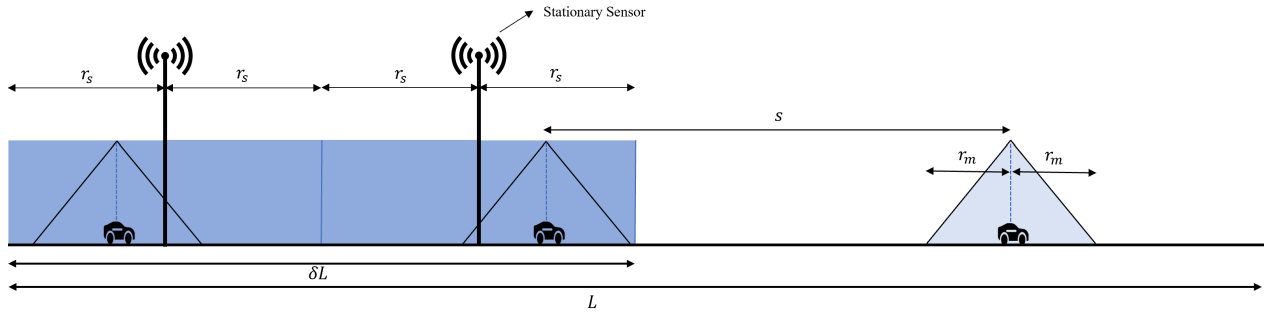 Stationary Sensor
r_s r_s r_s r_s
s
r_m r_m
δL
L